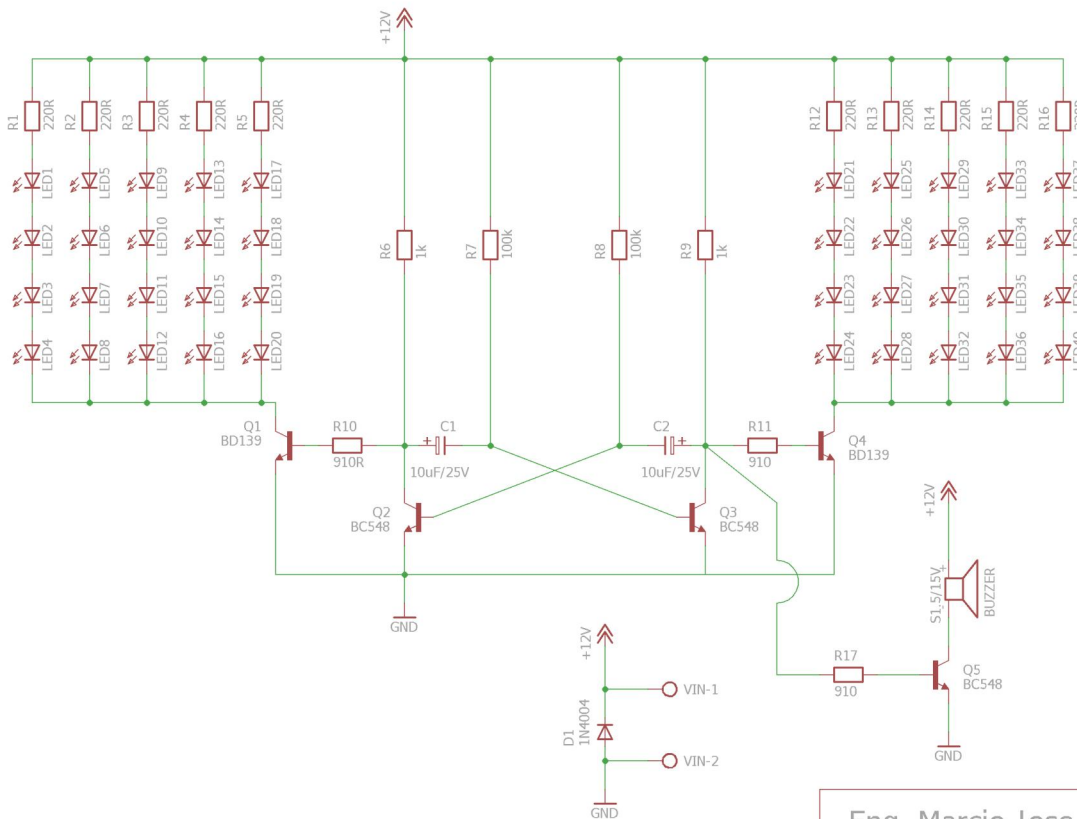 +12V
R1
220R
R2
220R
R3
220R
R4
220R
R5
220R
R12
220R
R13
220R
R14
220R
R15
220R
R16
LED1
LED5
LED9
LED13
LED17
LED21
LED25
LED29
LED33
LED2
LED6
LED10
LED14
LED18
R6
1k
R7
100k
R8
100k
R9
1k
LED22
LED26
LED30
LED34
LED3
LED7
LED11
LED15
LED19
LED23
LED27
LED31
LED35
LED4
LED8
LED12
LED16
LED20
LED24
LED28
LED32
LED36
Q1
BD139
R10
910R
+
C1
10uF/25V
C2
+
10uF/25V
R11
910
Q4
BD139
Q2
BC548
Q3
BC548
+12V
S1,5/15V
+
BUZZER
GND
+12V
R17
910
Q5
BC548
VIN-1
D1
1N4004
VIN-2
GND
GND
Eng. Marcio Jose